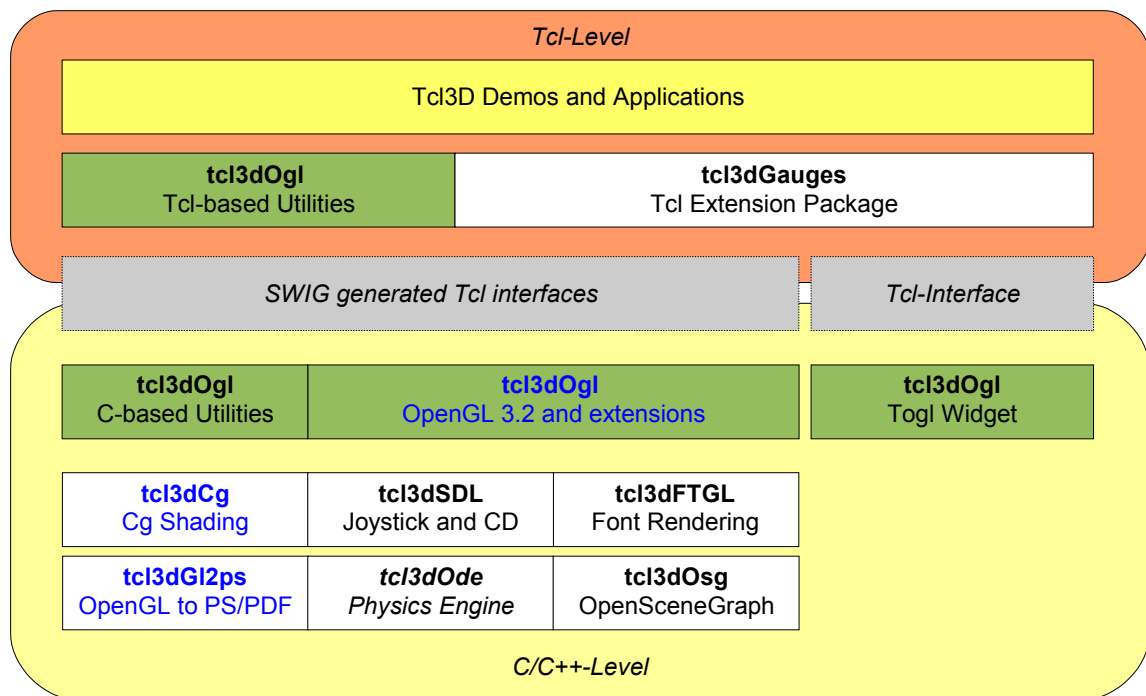 Tcl-Level
Tcl3D Demos and Applications
tcl3dOgl
Tcl-based Utilities
tcl3dGauges
Tcl Extension Package
SWIG generated Tcl interfaces
Tcl-Interface
tcl3dOgl
C-based Utilities
tcl3dOgl
OpenGL 3.2 and extensions
tcl3dOgl
Togl Widget
tcl3dCg
Cg Shading
tcl3dSDL
Joystick and CD
tcl3dFTGL
Font Rendering
tcl3dGl2ps
OpenGL to PS/PDF
tcl3dOde
Physics Engine
tcl3dOsg
OpenSceneGraph
C/C++-Level